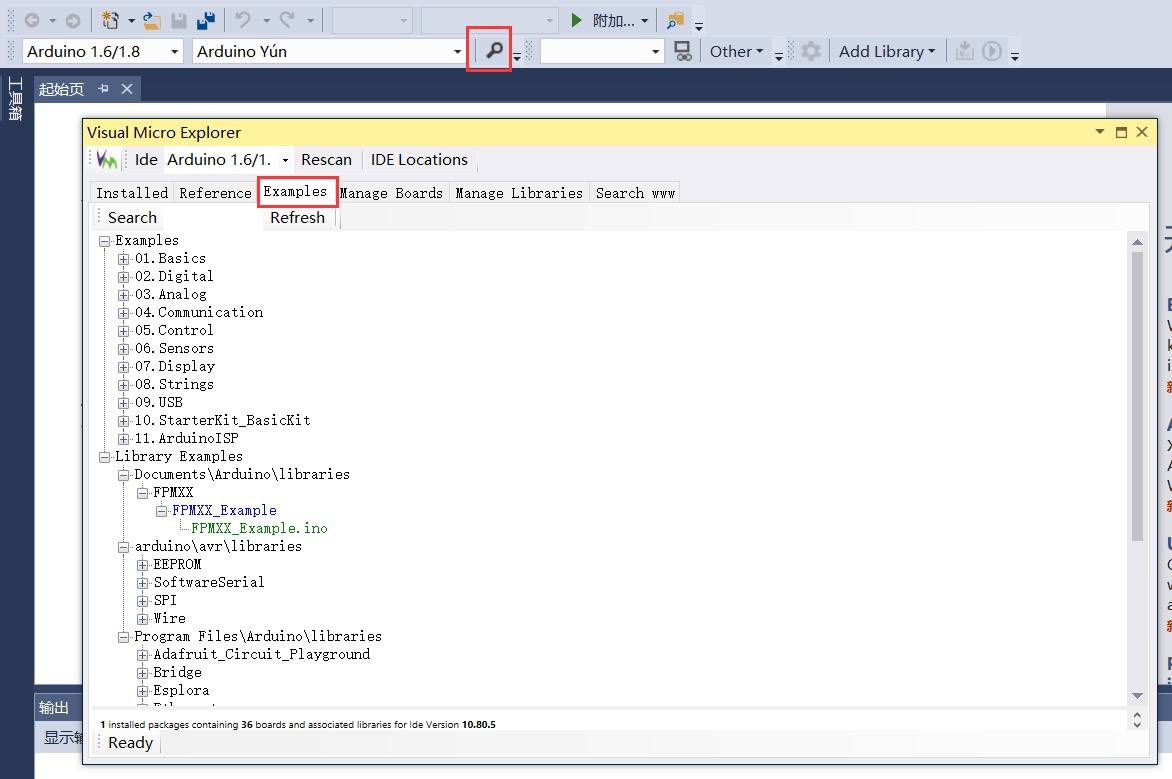 附加...
Arduino 1.6/1.8 Arduino Yún Other Add Library
工具箱
起始页
Visual Micro Explorer
Ide Arduino 1.6/1. Rescan IDE Locations
Installed Reference Examples Manage Boards Manage Libraries Search www
Search Refresh
Examples
01.Basics
02.Digital
03.Analog
04.Communication
05.Control
06.Sensors
07.Display
08.Strings
09.USB
10.StarterKit_BasicKit
11.ArduinoISP
Library Examples
Documents\Arduino\libraries
FPMXX
FPMXX_Example
FPMXX_Example.ino
arduino\avr\libraries
EEPROM
SoftwareSerial
SPI
Wire
Program Files\Arduino\libraries
Adafruit_Circuit_Playground
Bridge
Esplora
输出
1 installed packages containing 36 boards and associated libraries for Ide Version 10.80.5
显示输
Ready